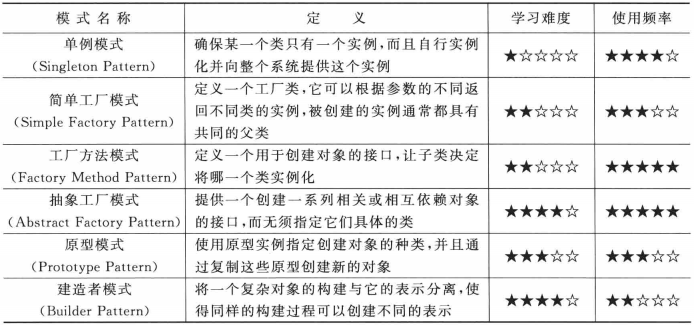 模式名称 定 义 学习难度 使用频率
单例模式 确保某一个类只有一个实例,而且自行实例 ★☆☆☆☆ ★★★★☆
(Singleton Pattern) 化并向整个系统提供这个实例
定义一个工厂类,它可以根据参数的不同返
简单工厂模式 回不同类的实例,被创建的实例通常都具有 ★★☆☆☆ ★★★☆☆
(Simple Factory Pattern) 共同的父类
工厂方法模式 定义一个用于创建对象的接口,让子类决定 ★★☆☆☆ ★★★★★
(Factory Method Pattern) 将哪一个类实例化
抽象工厂模式 提供一个创建一系列相关或相互依赖对象 ★★★★☆ ★★★★★
(Abstract Factory Pattern) 的接口,而无须指定它们具体的类
原型模式 使用原型实例指定创建对象的种类,并且通 ★★★☆☆ ★★★☆☆
(Prototype Pattern) 过复制这些原型创建新的对象
建造者模式 将一个复杂对象的构建与它的表示分离,使 ★★★★☆ ★★☆☆☆
(Builder Pattern) 得同样的构建过程可以创建不同的表示